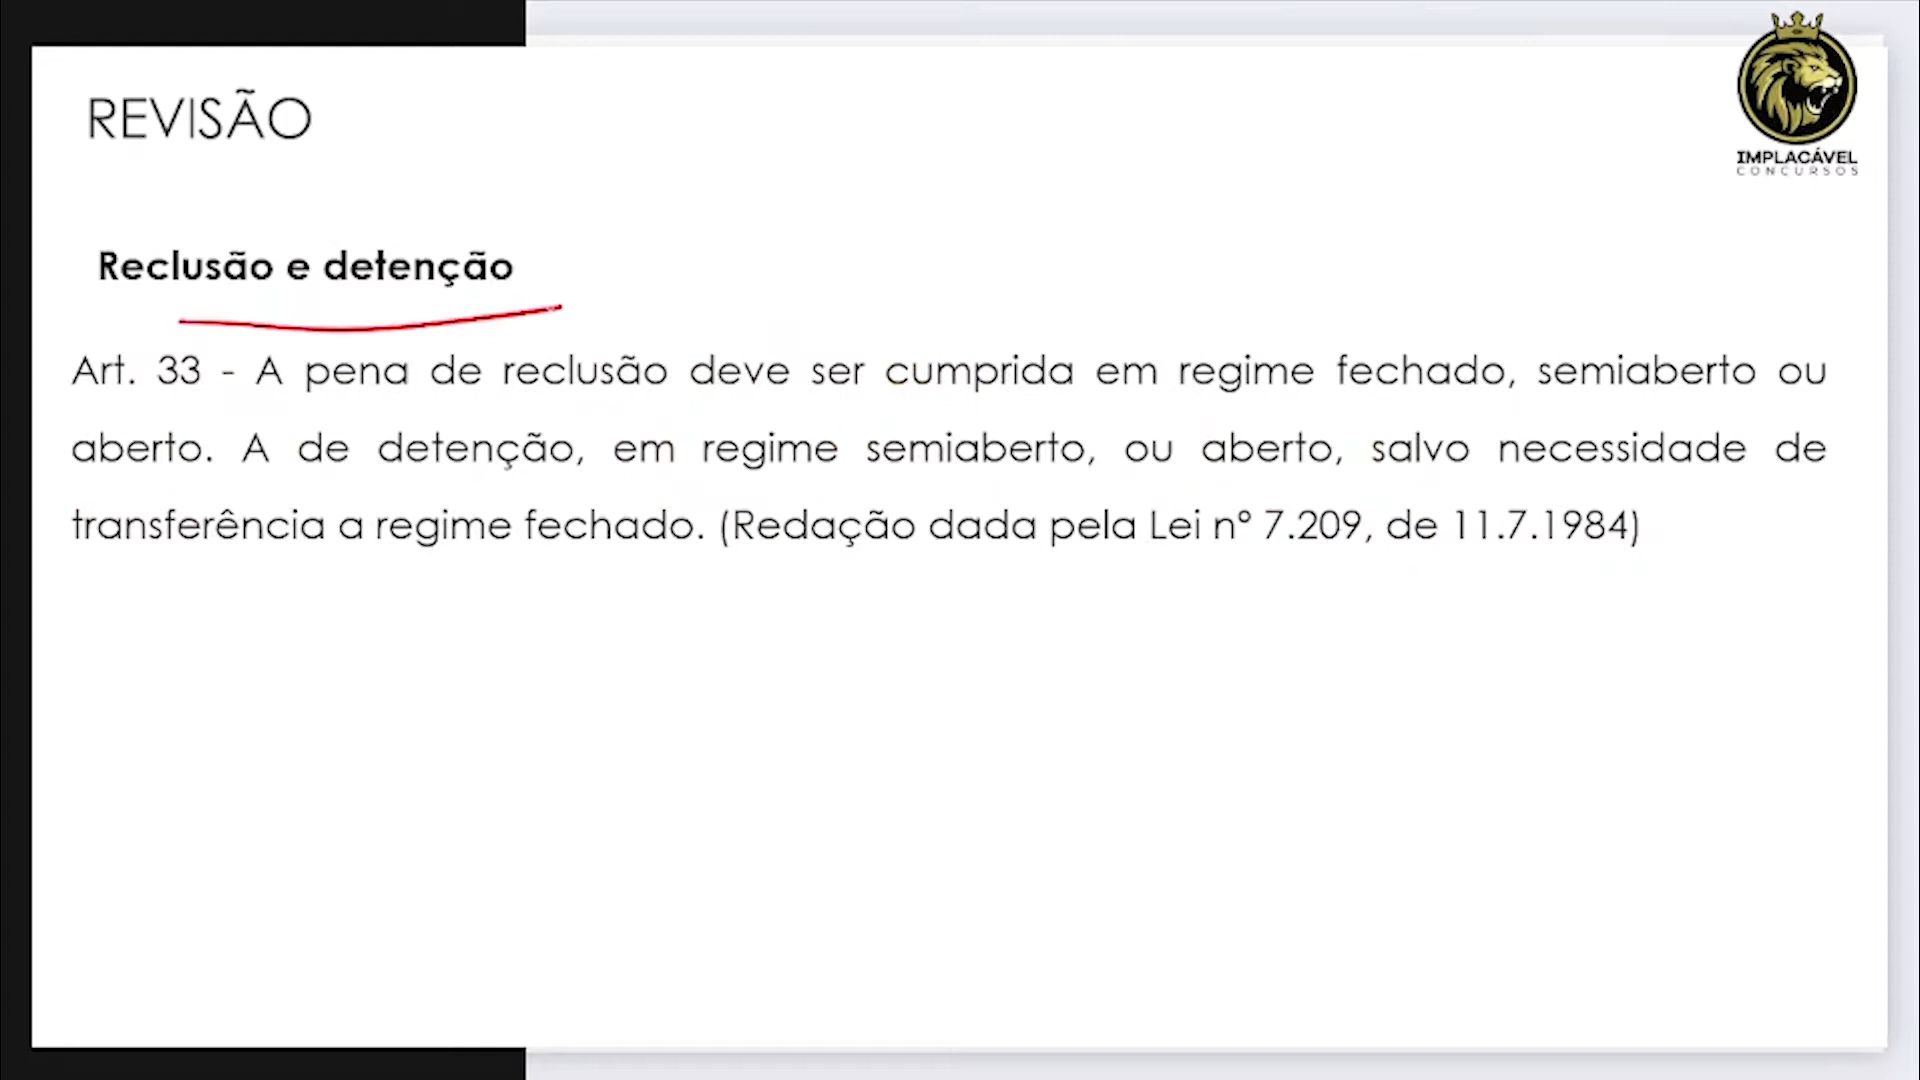 REVISÃO
IMPLACÁVEL
CONCURSOS
Reclusão e detenção
Art. 33 - A pena de reclusão deve ser cumprida em regime fechado, semiaberto ou
aberto. A de detenção, em regime semiaberto, ou aberto, salvo necessidade de
transferência a regime fechado. (Redação dada pela Lei nº 7.209, de 11.7.1984)